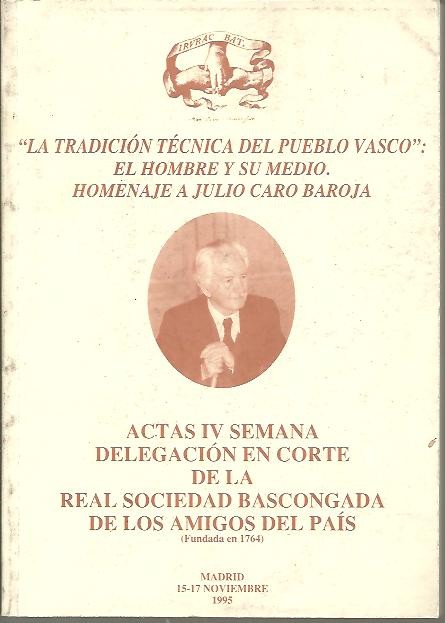 IRVRAC BAT.
"LA TRADICIÓN TÉCNICA DEL PUEBLO VASCO":
EL HOMBRE Y SU MEDIO.
HOMENAJE A JULIO CARO BAROJA
ACTAS IV SEMANA
DELEGACIÓN EN CORTE
DE LA
REAL SOCIEDAD BASCONGADA
DE LOS AMIGOS DEL PAÍS
(Fundada en 1764)
MADRID
15-17 NOVIEMBRE
1995